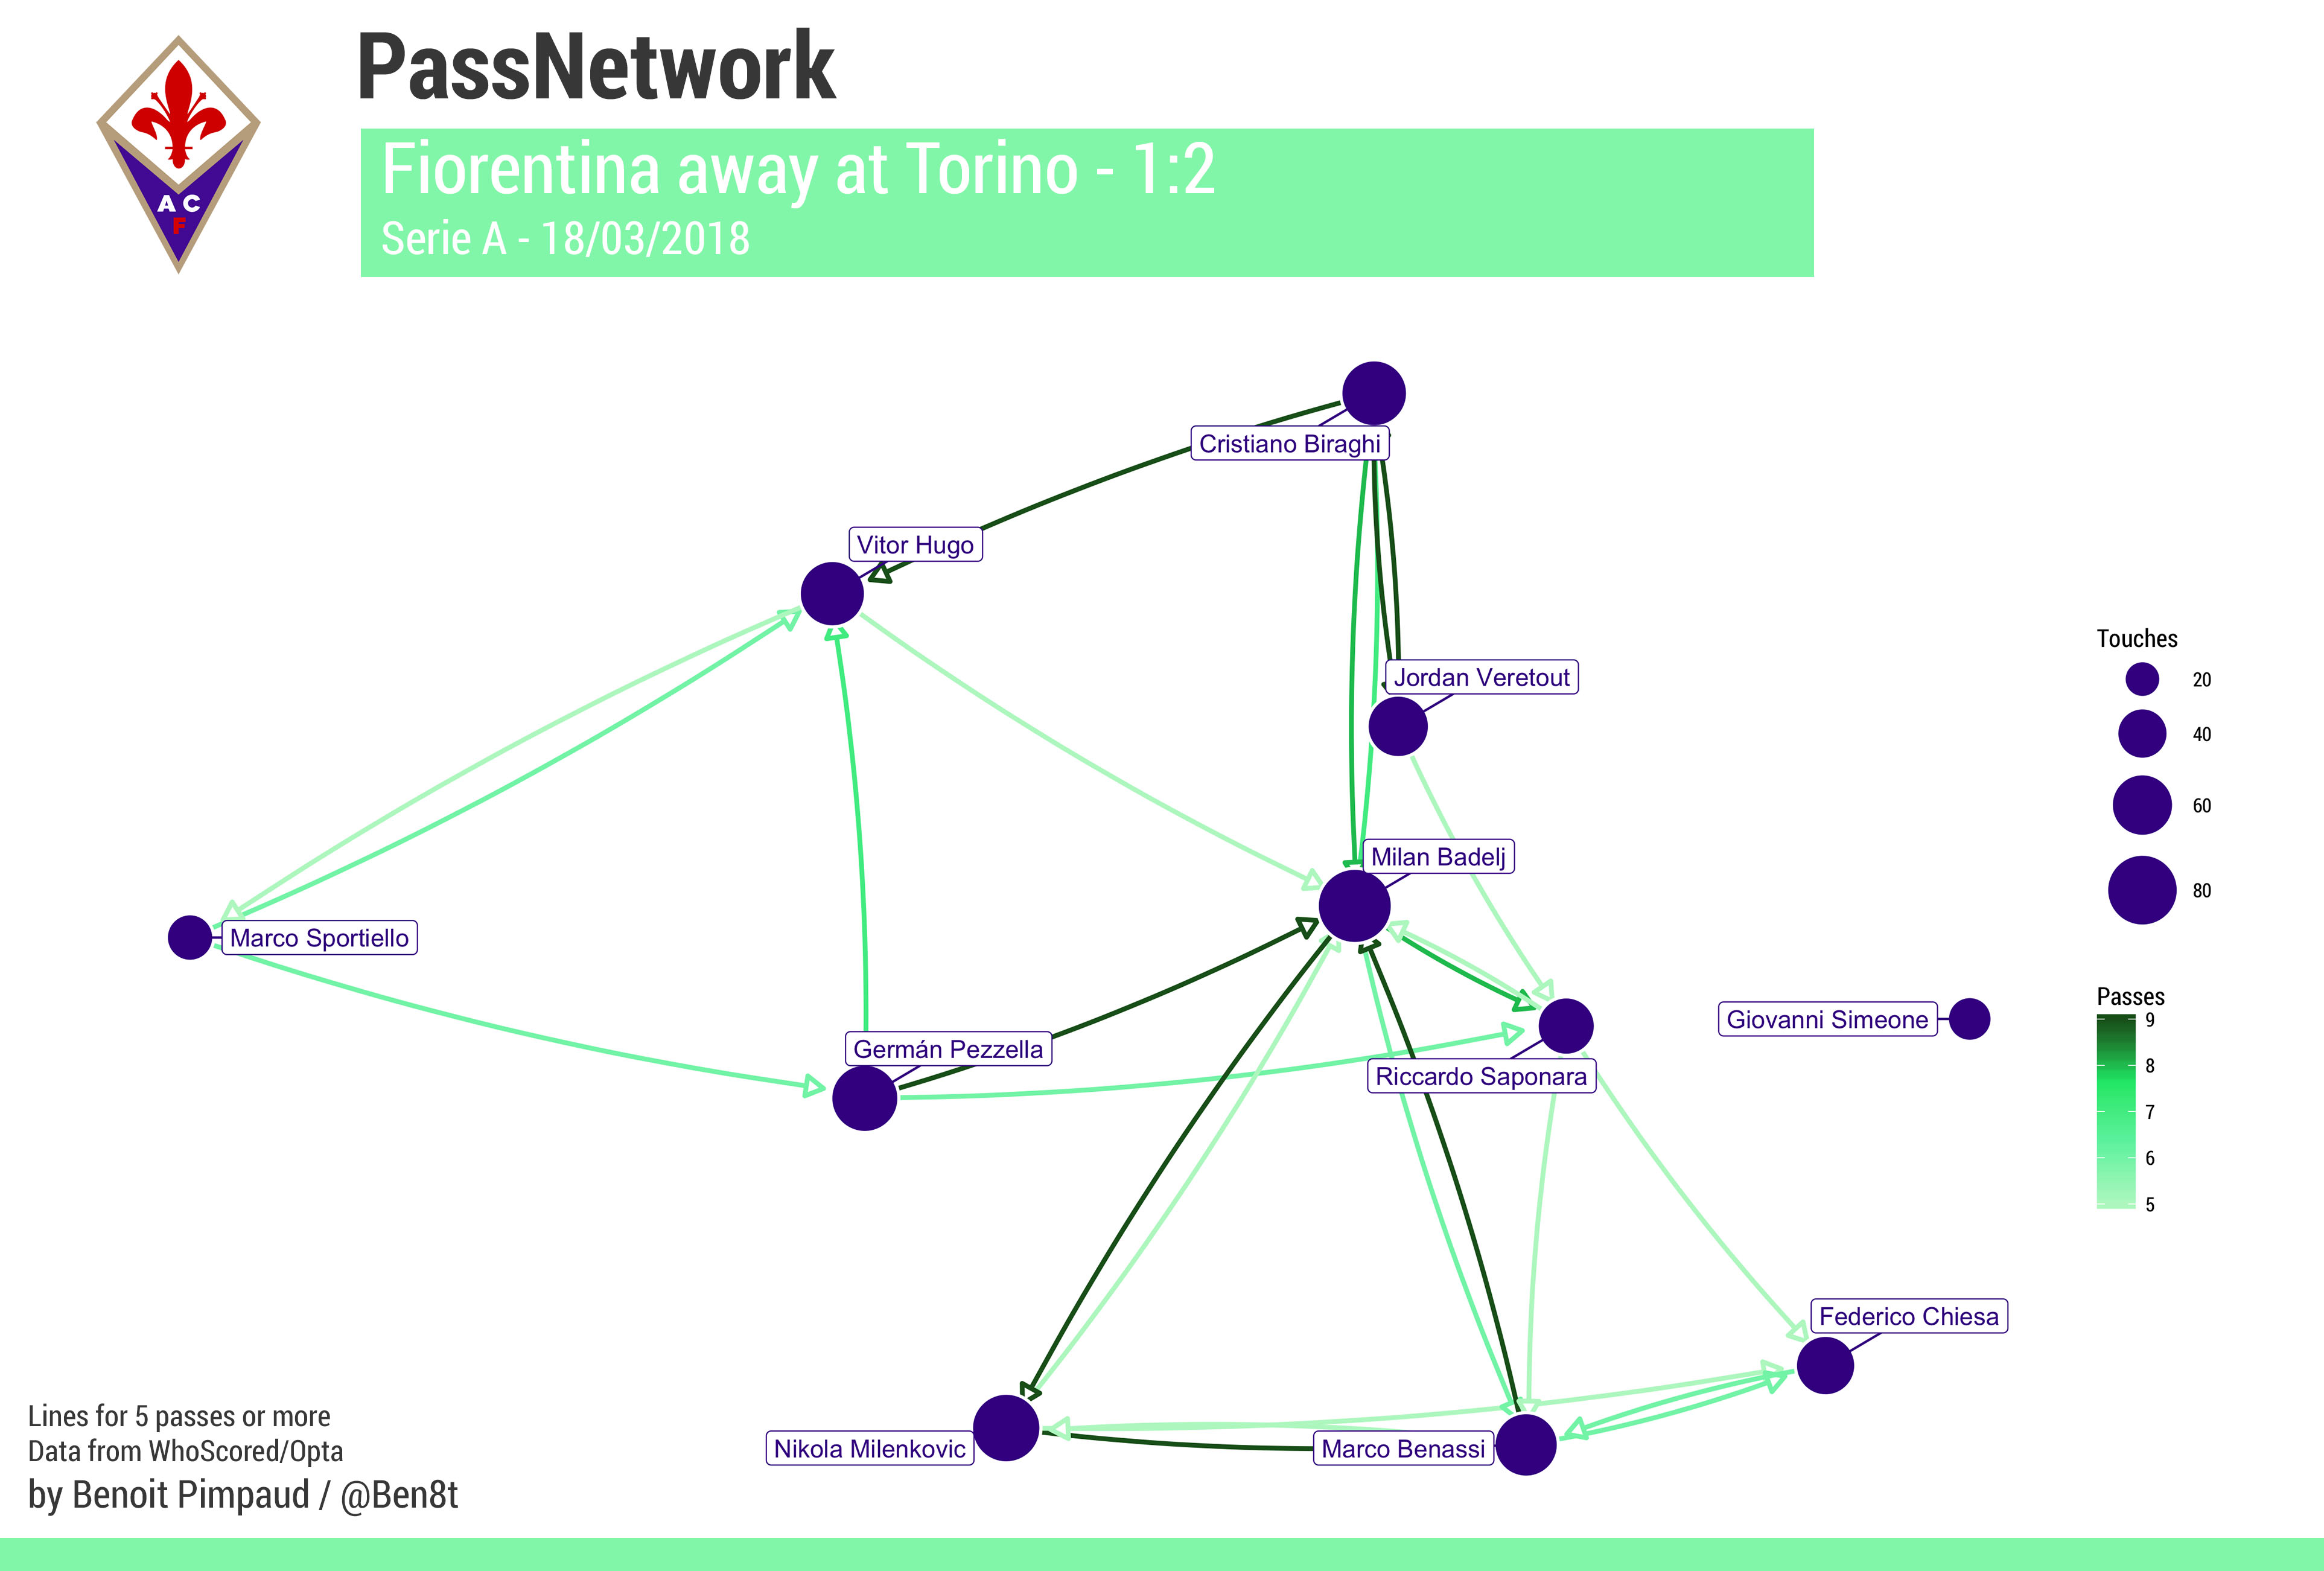 PassNetwork
Fiorentina away at Torino - 1:2
Serie A - 18/03/2018
A C
F
Cristiano Biraghi
Vitor Hugo
Jordan Veretout
Milan Badelj
Marco Sportiello
Giovanni Simeone
Germán Pezzella
Riccardo Saponara
Federico Chiesa
Nikola Milenkovic
Marco Benassi
Touches
20
40
60
80
Passes
9
8
7
6
5
Lines for 5 passes or more
Data from WhoScored/Opta
by Benoit Pimpaud / @Ben8t